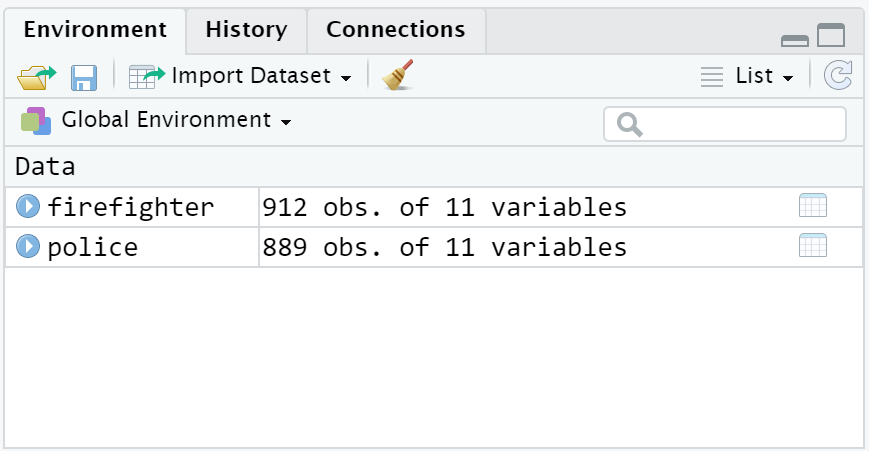 Environment History Connections
Import Dataset List
Global Environment
Data
firefighter 912 obs. of 11 variables
police 889 obs. of 11 variables